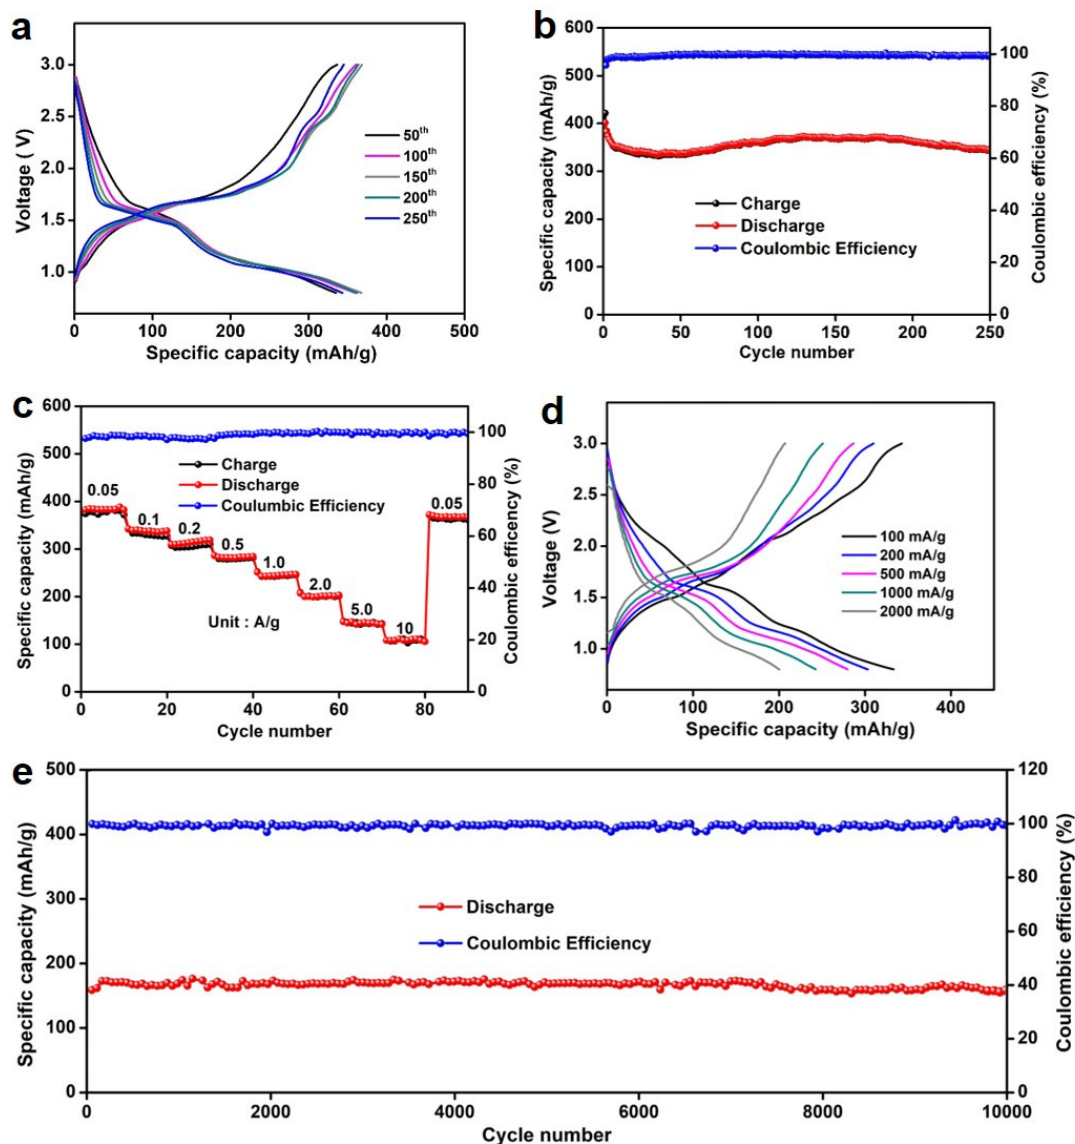 a
Voltage ( V)
3.0
2.5
2.0
1.5
1.0
50th
100th
150th
200th
250th
0 100 200 300 400 500
Specific capacity (mAh/g)
b
Specific capacity (mAh/g)
600
500
400
300
200
100
0
Charge
Discharge
Coulombic Efficiency
100
80
60
40
20
0
Coulombic efficiency (%)
0 50 100 150 200 250
Cycle number
c
Specific capacity (mAh/g)
600
500
400
300
200
100
0
Charge
Discharge
Coulumbic Efficiency
0.05
0.1
0.2
0.5
1.0
2.0
5.0
10
0.05
Unit : A/g
100
80
60
40
20
0
Coulombic efficiency (%)
0 20 40 60 80
Cycle number
d
Voltage (V)
3.0
2.5
2.0
1.5
1.0
100 mA/g
200 mA/g
500 mA/g
1000 mA/g
2000 mA/g
0 100 200 300 400
Specific capacity (mAh/g)
e
Specific capacity (mAh/g)
500
400
300
200
100
0
Discharge
Coulombic Efficiency
120
100
80
60
40
20
0
Coulombic efficiency (%)
0 2000 4000 6000 8000 10000
Cycle number